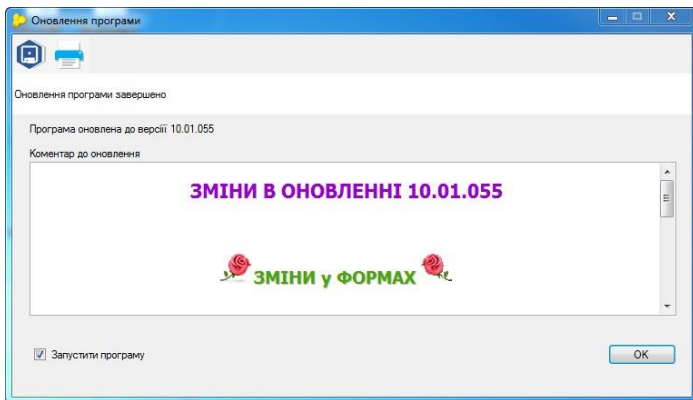 Оновлення програми
Оновлення програми завершено
Програма оновлена до версіії 10.01.055
Коментар до оновлення
ЗМІНИ В ОНОВЛЕННІ 10.01.055
ЗМІНИ у ФОРМАХ
Запустити програму
OK